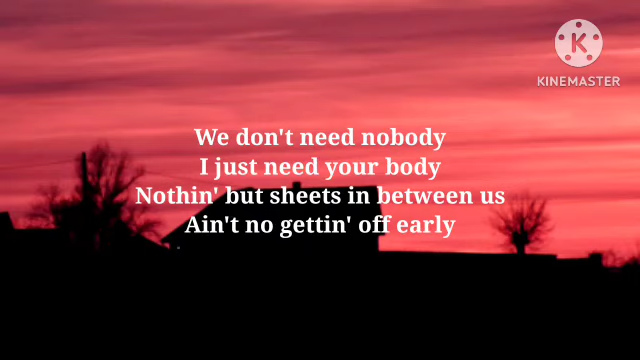 KINEMASTER
We don't need nobody
I just need your body
Nothin' but sheets in between us
Ain't no gettin' off early